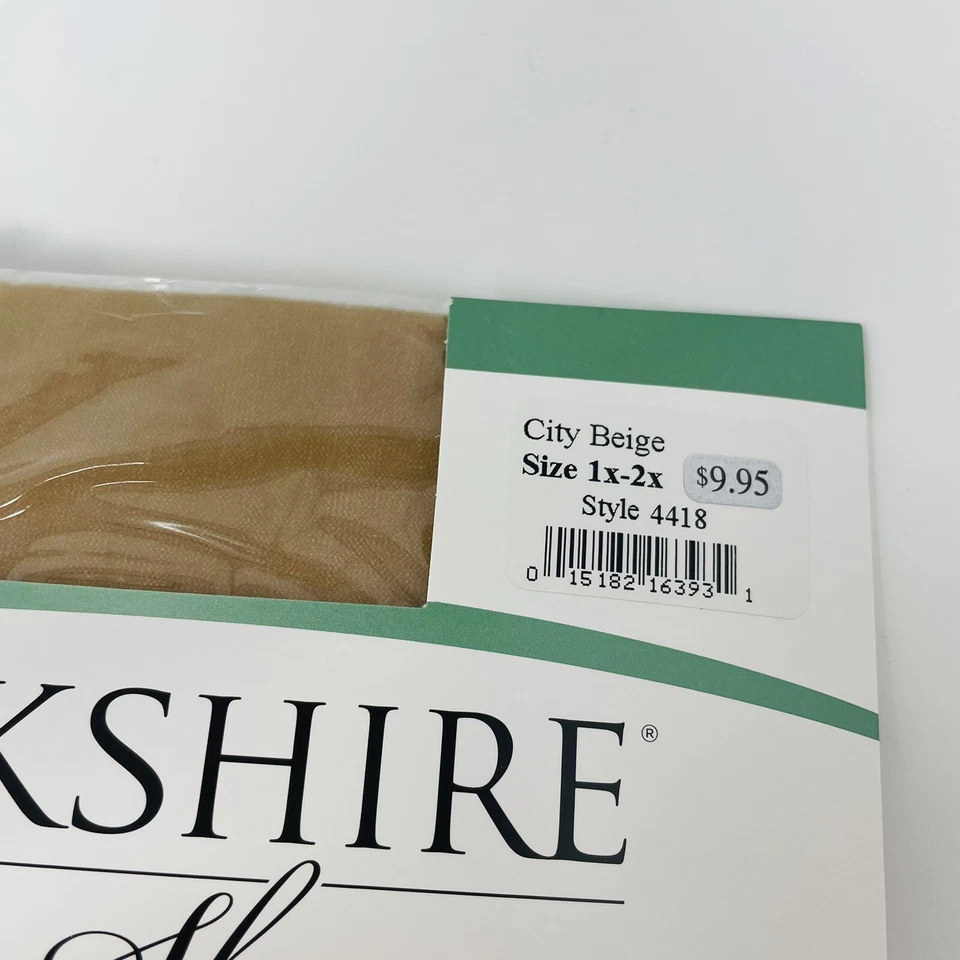 City Beige
Size 1x-2x $9.95
Style 4418
0 15182 16393 1
KSHIRE®